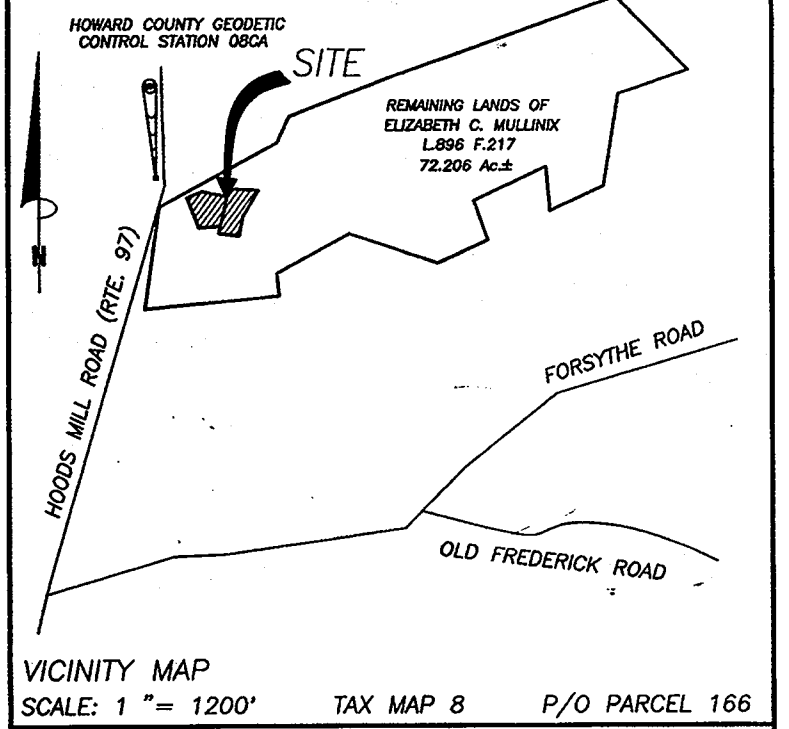 HOWARD COUNTY GEODETIC
CONTROL STATION 08CA
SITE
REMAINING LANDS OF
ELIZABETH C. MULLINIX
L.896 F.217
72.206 Ac.±
N
HOODS MILL ROAD (RTE. 97)
FORSYTHE ROAD
OLD FREDERICK ROAD
VICINITY MAP
SCALE: 1 "= 1200' TAX MAP 8 P/O PARCEL 166